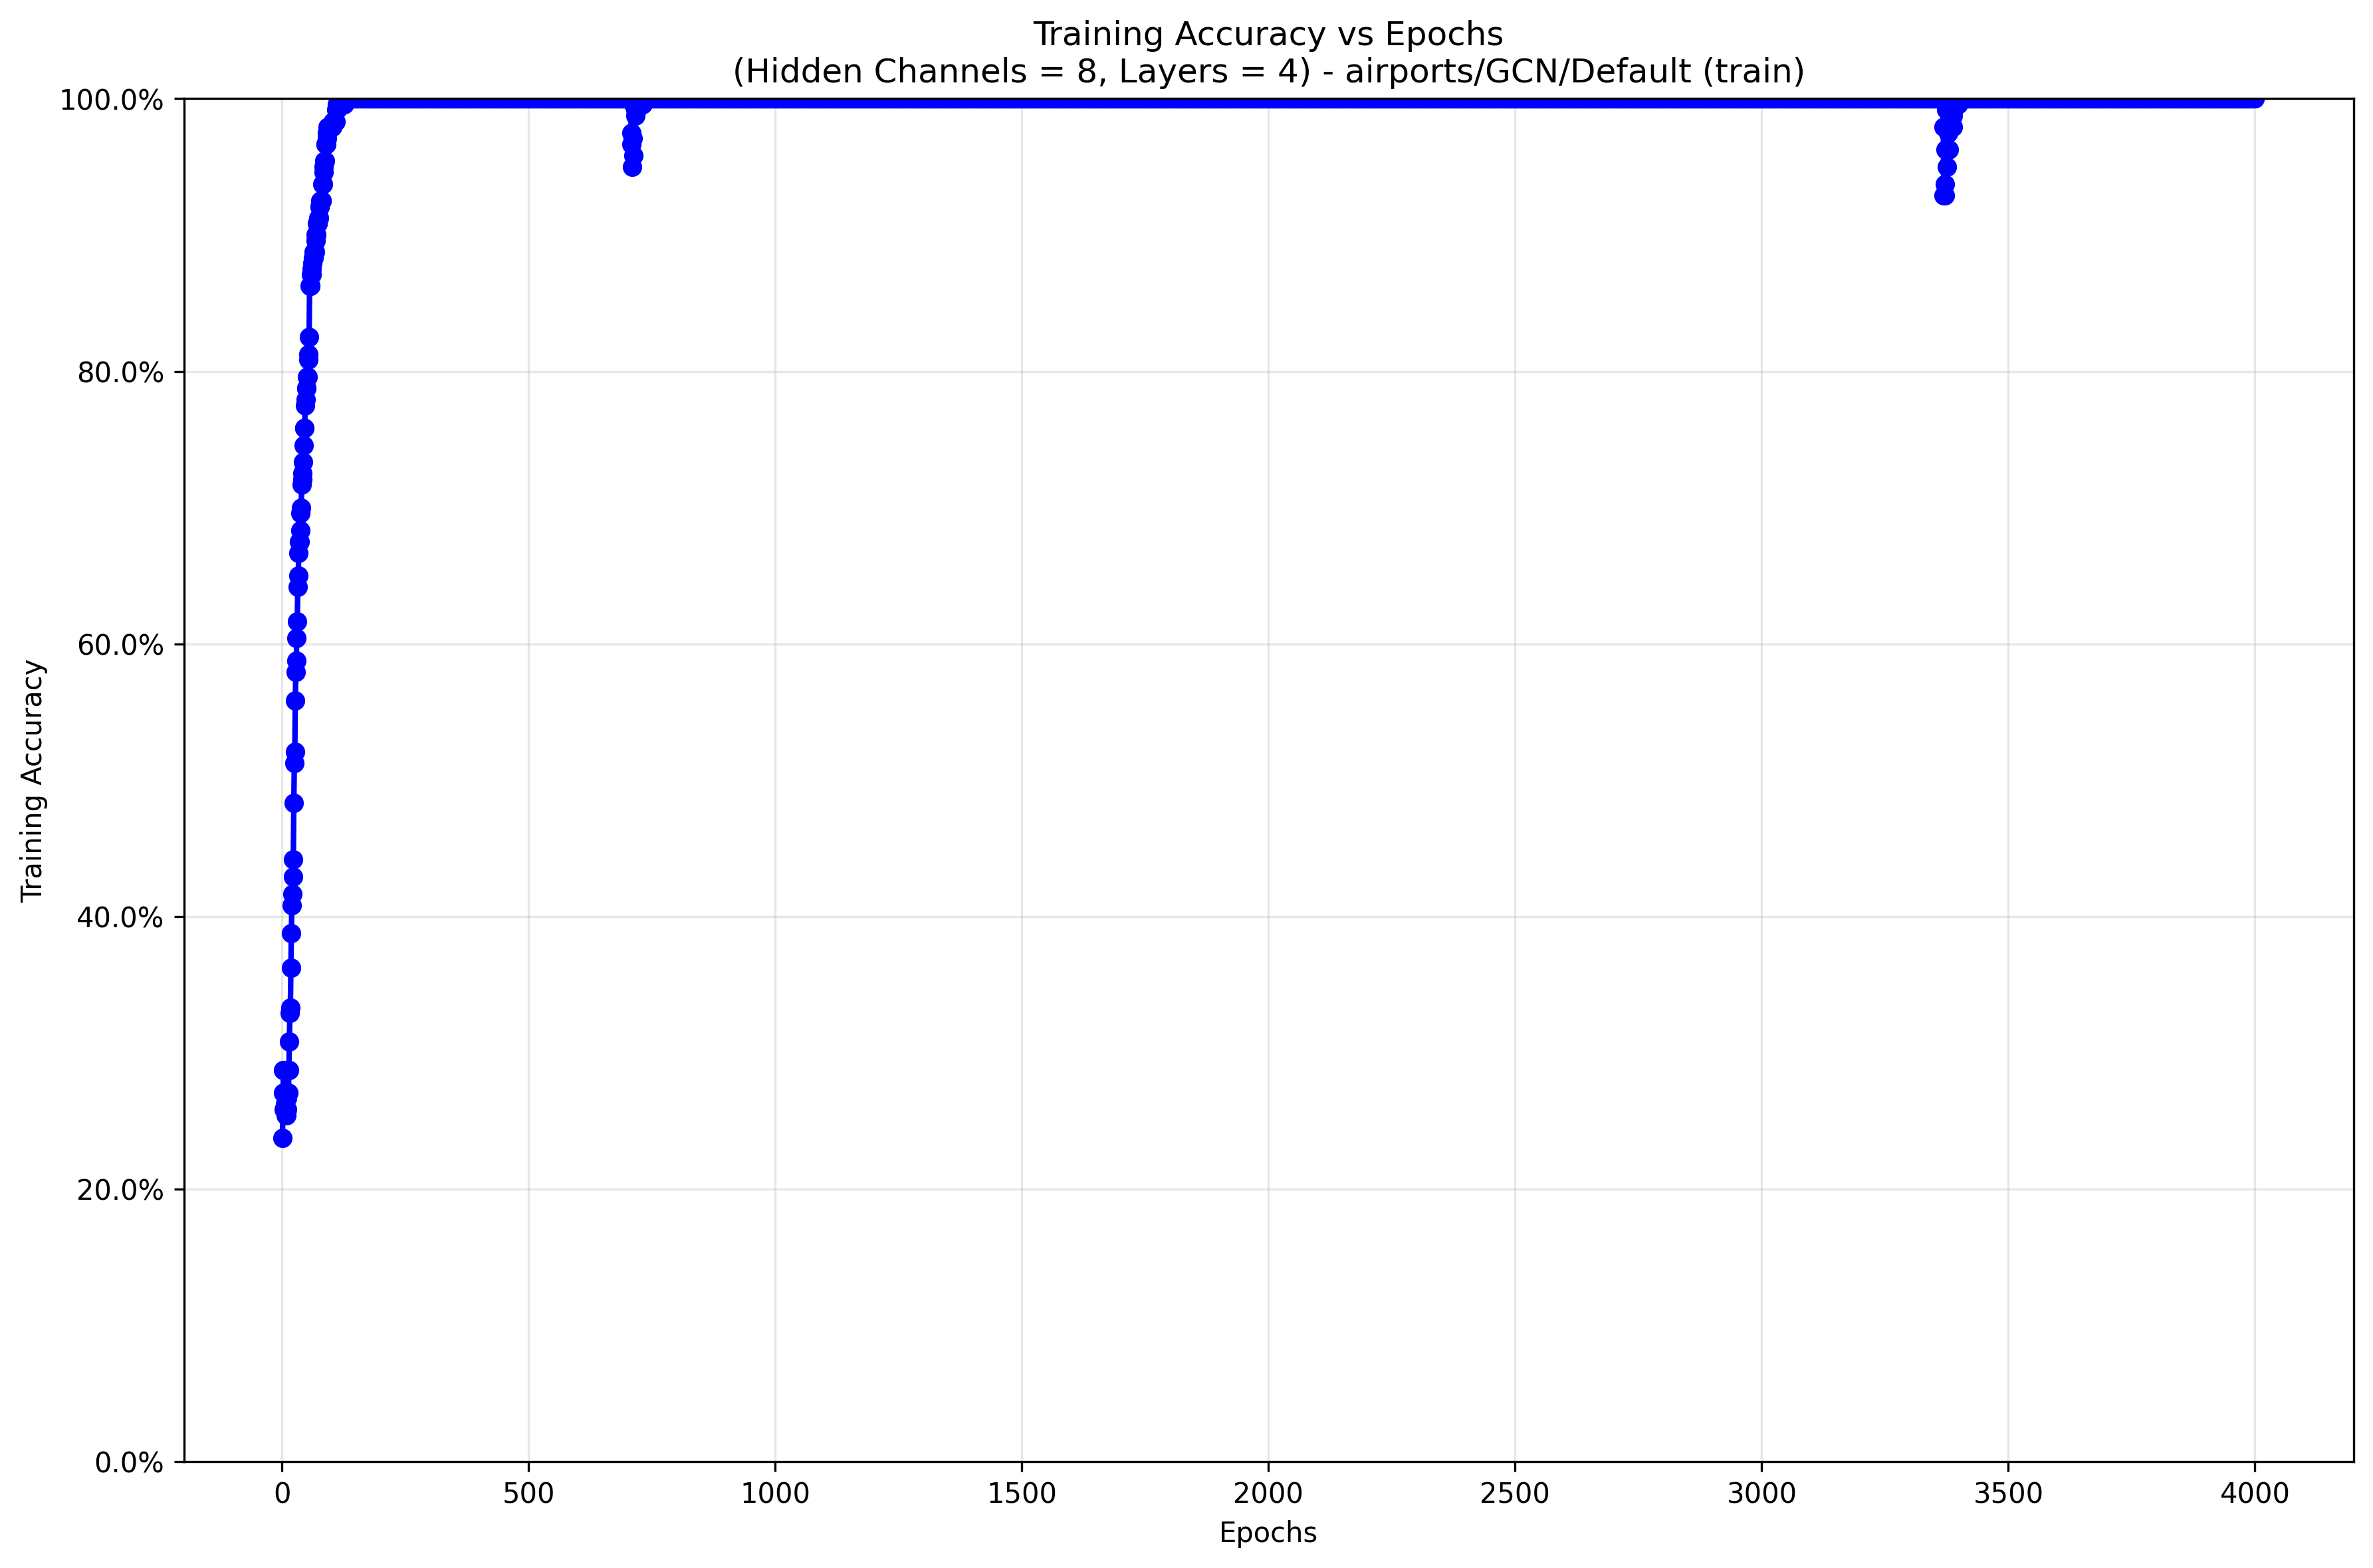 Training Accuracy vs Epochs
(Hidden Channels = 8, Layers = 4) - airports/GCN/Default (train)
100.0%
80.0%
60.0%
40.0%
20.0%
0.0%
Training Accuracy
0 500 1000 1500 2000 2500 3000 3500 4000
Epochs